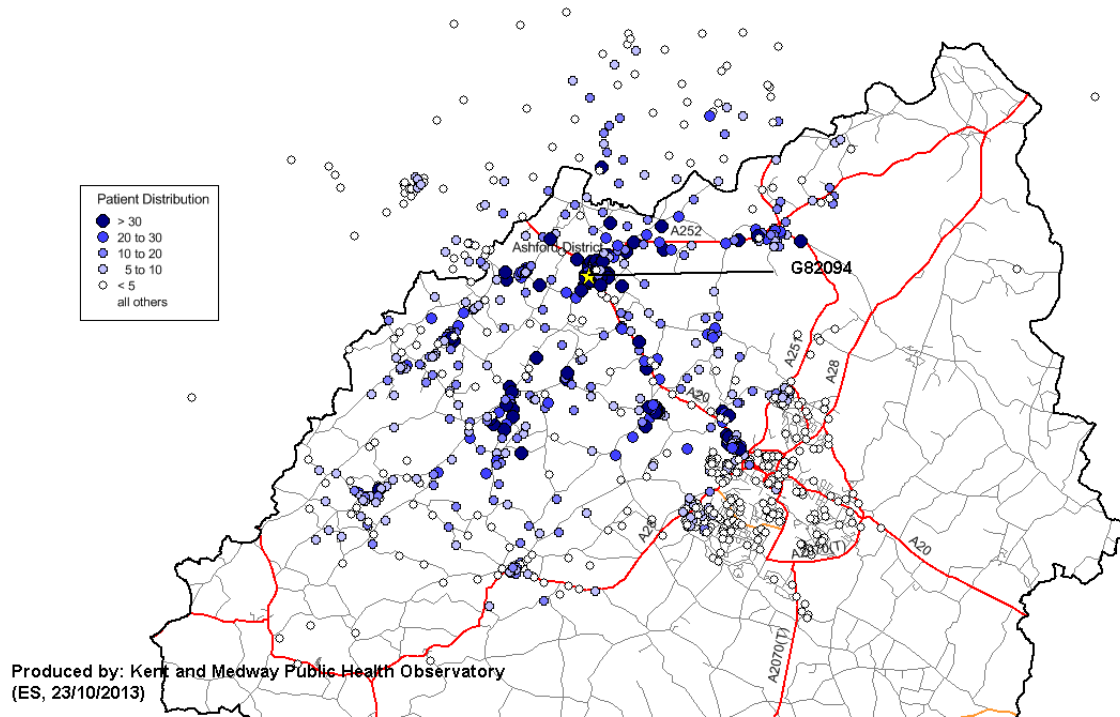 Patient Distribution
> 30
20 to 30
10 to 20
5 to 10
< 5
all others
A252
Ashford District
G82094
A251
A28
A20
A28
A2070(T)
A20
A2070(T)
Produced by: Kent and Medway Public Health Observatory
(ES, 23/10/2013)